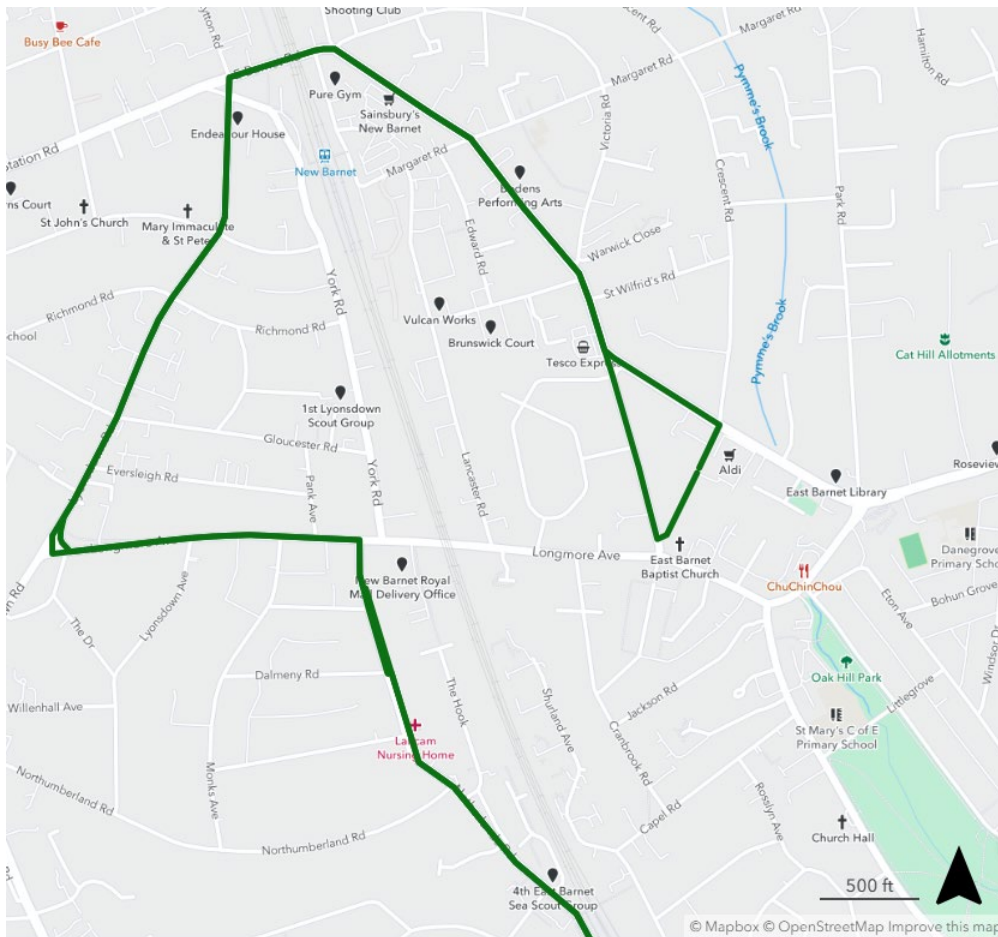 Shooting Club
Busy Bee Cafe
Pure Gym
Sainsbury's
New Barnet
Endeavour House
Margaret Rd
Margaret Rd
Margaret Rd
Hamilton Rd
Victoria Rd
Pymme's Brook
Station Rd
New Barnet
St John's Church
Mary Immaculate
& St Peter
Performing Arts
Crescent Rd
Park Rd
Edward Rd
Warwick Close
St Wilfrid's Rd
York Rd
Richmond Rd
Richmond Rd
Vulcan Works
Brunswick Court
Tesco Express
Pymme's Brook
Cat Hill Allotments
1st Lyonsdown
Scout Group
Gloucester Rd
Eversleigh Rd
Pank Ave
York Rd
Lancaster Rd
Aldi
East Barnet Library
Longmore Ave
East Barnet
Baptist Church
New Barnet Royal
Mail Delivery Office
Danegrove
Primary
ChuChinChou
Bohun Grove
Eton Ave
Windsor Dr
The Dr
Lyonsdown Ave
Dalmeny Rd
Willenhall Ave
The Hook
Shurland Ave
Jackson Rd
Cranbrook Rd
Oak Hill Park
Littlegrove
St Mary's C of E
Primary School
Nursing Home
Northumberland Rd
Monks Ave
Northumberland Rd
Capel Rd
Rosslyn Ave
Church Hall
4th East Barnet
Sea Scout Group
500 ft
© Mapbox © OpenStreetMap Improve this map